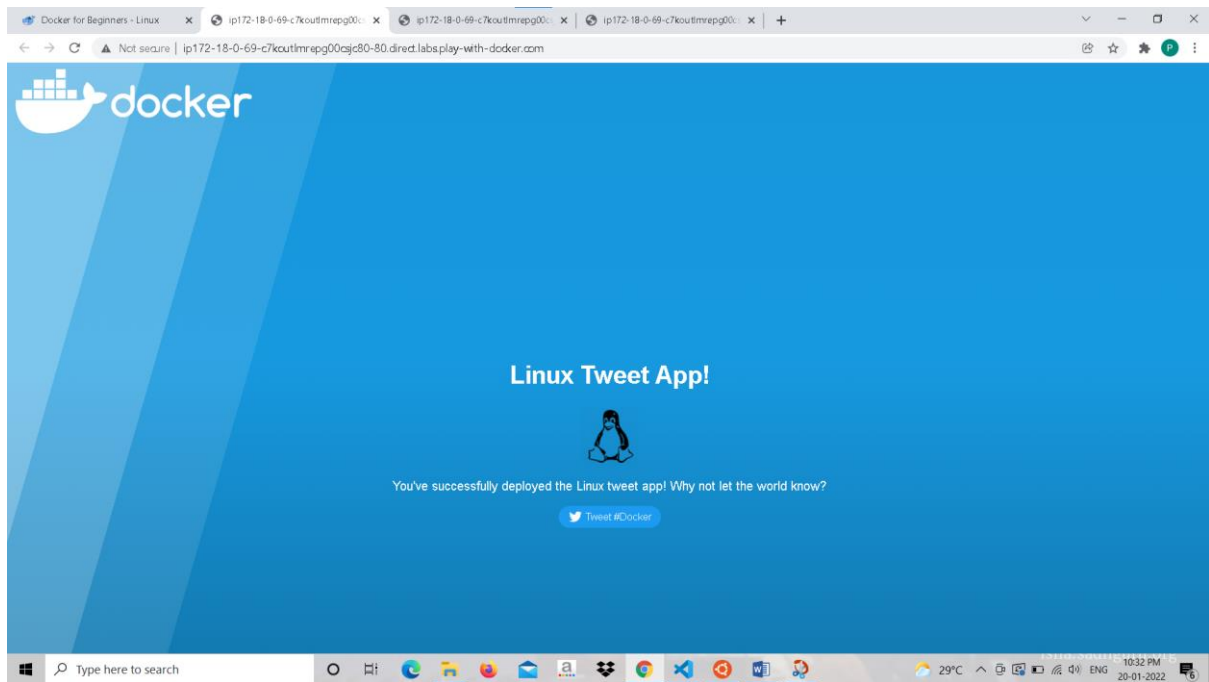 Docker for Beginners - Linux
ip172-18-0-69-c7koutlmrepg00c
ip172-18-0-69-c7koutlmrepg00c
ip172-18-0-69-c7koutlmrepg00c
Not secure | ip172-18-0-69-c7koutlmrepg00csjc80-80.direct.labs.play-with-docker.com
P
docker
Linux Tweet App!
You've successfully deployed the Linux tweet app! Why not let the world know?
Tweet #Docker
Type here to search
29°C
ENG
10:32 PM
20-01-2022
6